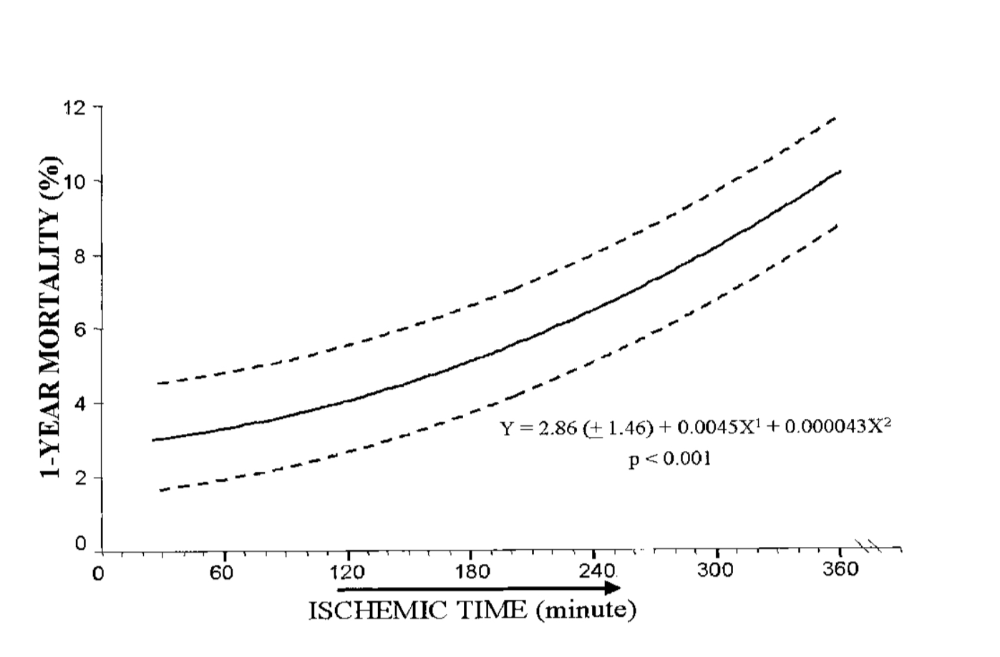 12
10
8
6
4
2
0
1-YEAR MORTALITY (%)
Y = 2.86 (± 1.46) + 0.0045X¹ + 0.000043X²
p < 0.001
0 60 120 180 240 300 360
ISCHEMIC TIME (minute)